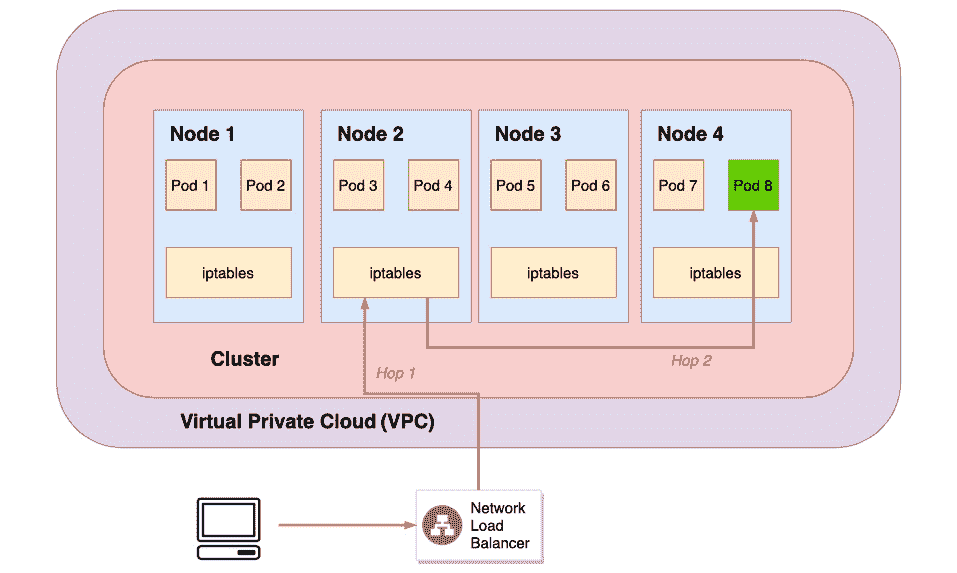 Node 1
Node 2
Node 3
Node 4
Pod 1
Pod 2
Pod 3
Pod 4
Pod 5
Pod 6
Pod 7
Pod 8
iptables
iptables
iptables
iptables
Cluster
Hop 1
Hop 2
Virtual Private Cloud (VPC)
Network
Load
Balancer